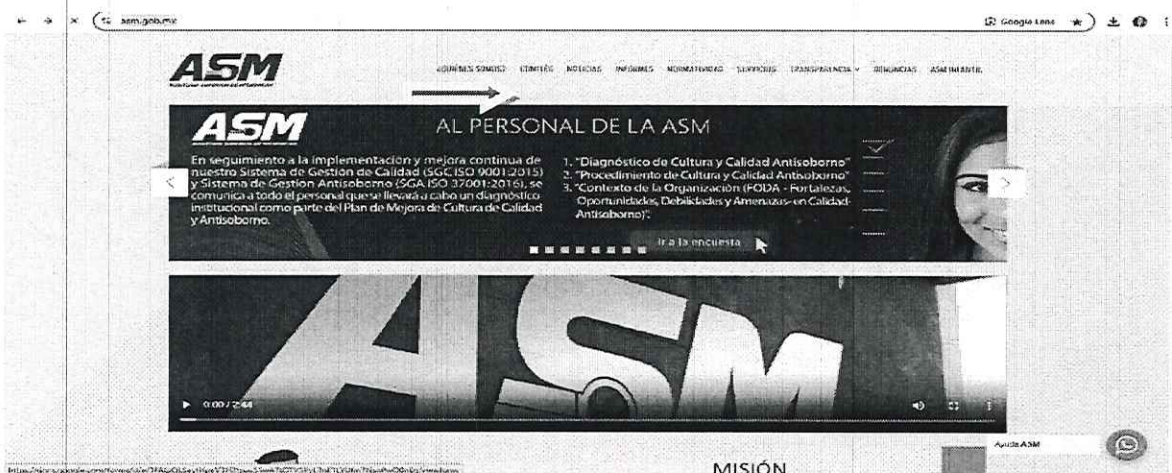 asm.gob.mx
Google Lens
ASM
¿QUIÉNES SOMOS? COMITÉS NOTICIAS INFORMES NORMATIVIDAD SERVICIOS TRANSPARENCIA DENUNCIAS ASM INFANTIL
ASM
AL PERSONAL DE LA ASM
En seguimiento a la implementación y mejora continua de
nuestro Sistema de Gestión de Calidad (SGC ISO 9001:2015)
y Sistema de Gestión Antisoborno (SGA ISO 37001:2016), se
comunica a todo el personal que se llevará a cabo un diagnóstico
institucional como parte del Plan de Mejora de Cultura de Calidad
y Antisoborno.
1. "Diagnóstico de Cultura y Calidad Antisoborno"
2. "Procedimiento de Cultura y Calidad Antisoborno"
3. "Contexto de la Organización (FODA - Fortalezas,
Oportunidades, Debilidades y Amenazas- en Calidad-
Antisoborno)".
Ir a la encuesta
ASM
0:00 / 2:44
Ayuda ASM
MISIÓN